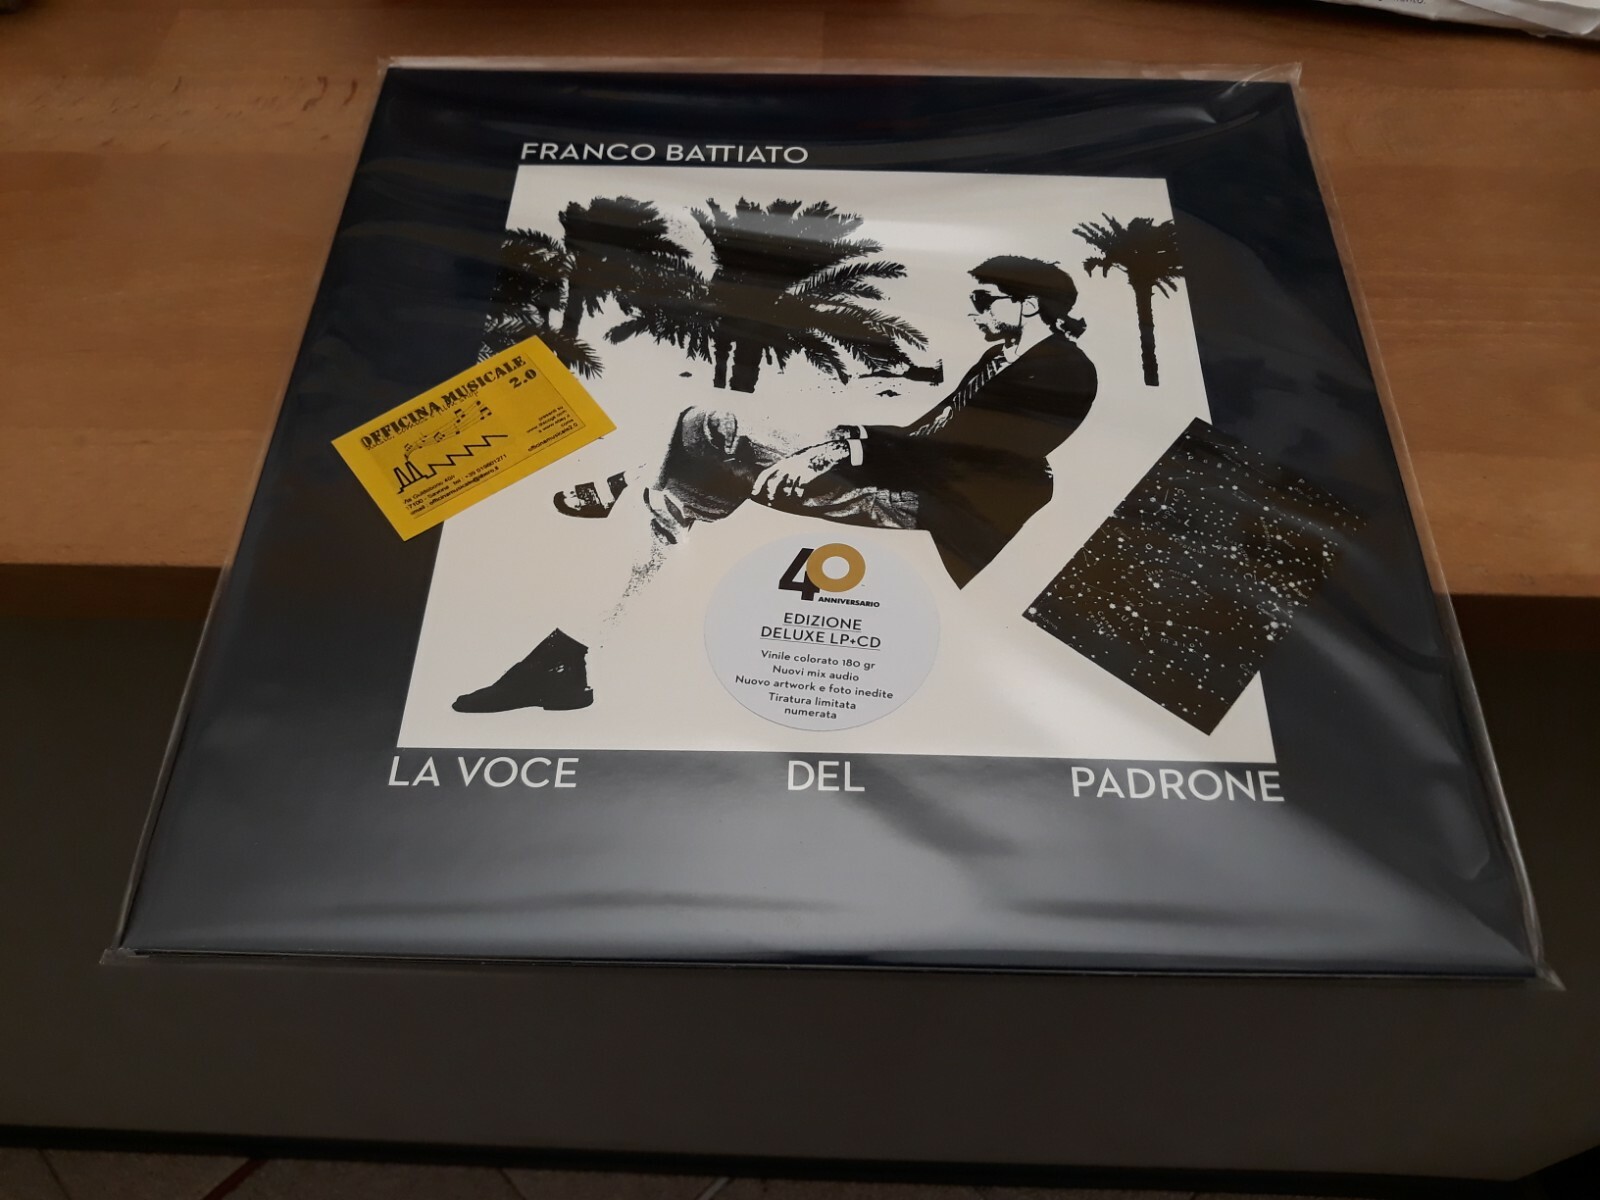 FRANCO BATTIATO
OFFICINA MUSICALE
2.0
40
ANNIVERSARIO
EDIZIONE
DELUXE LP+CD
Vinile colorato 180 gr
Nuovi mix audio
Nuovo artwork e foto inedite
Tiratura limitata
numerata
LA VOCE DEL PADRONE